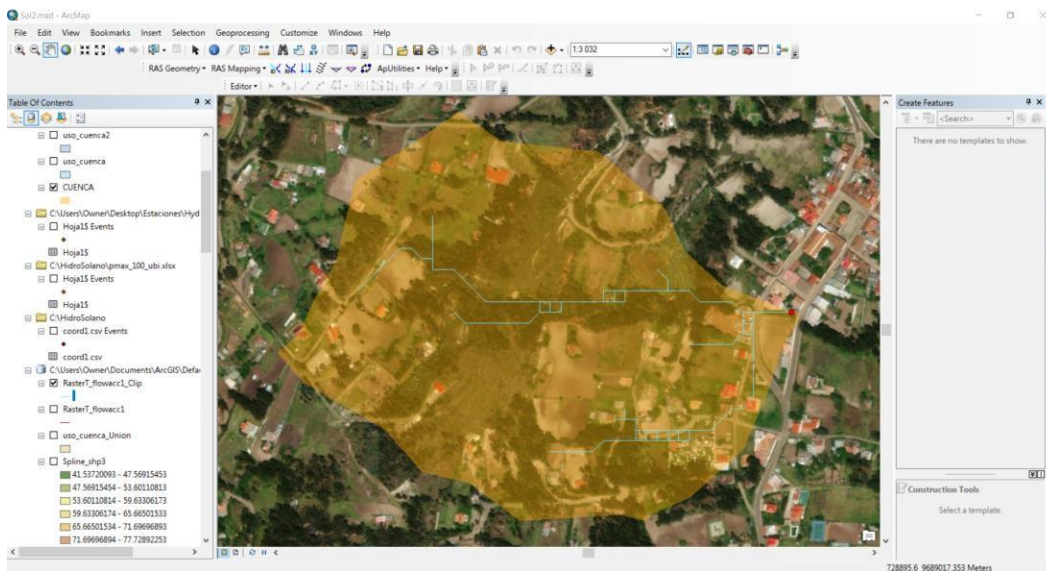 Sol2.mxd - ArcMap
File Edit View Bookmarks Insert Selection Geoprocessing Customize Windows Help
1:3 032
RAS Geometry RAS Mapping ApUtilities Help
Editor
Table Of Contents
uso_cuenca2
uso_cuenca
CUENCA
C:\Users\Owner\Desktop\Estaciones\Hyd
Hoja1$ Events
Hoja1$
C:\HidroSolano\pmax_100_ubi.xlsx
Hoja1$ Events
Hoja1$
C:\HidroSolano
coord1.csv Events
coord1.csv
C:\Users\Owner\Documents\ArcGIS\Defau
RasterT_flowacc1_Clip
RasterT_flowacc1
uso_cuenca_Union
Spline_shp3
41.53720093 - 47.56915453
47.56915454 - 53.60110813
53.60110814 - 59.63306173
59.63306174 - 65.66501533
65.66501534 - 71.69696893
71.69696894 - 77.72892253
Create Features
<Search>
There are no templates to show.
Construction Tools
Select a template.
728895.6 9689017.353 Meters